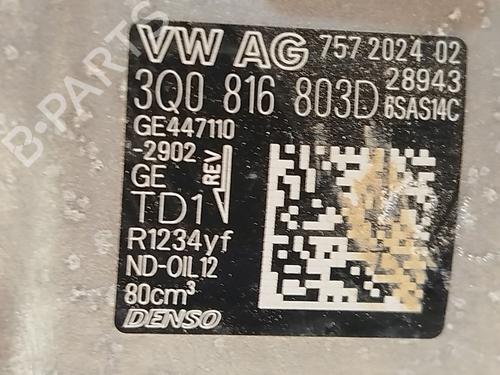 VW AG 757 2024 02
28943
3Q0 816 803D 6SAS14C
GE447110
-2902
GE REV
TD1
R1234yf
ND-OIL12
80cm³
DENSO
B-PARTS